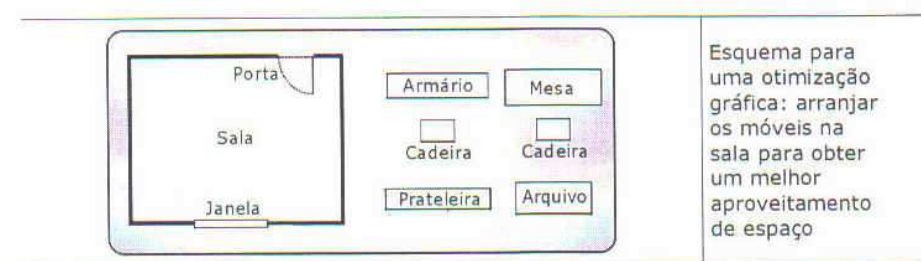 Porta
Sala
Janela
Armário
Mesa
Cadeira
Cadeira
Prateleira
Arquivo
Esquema para
uma otimização
gráfica: arranjar
os móveis na
sala para obter
um melhor
aproveitamento
de espaço